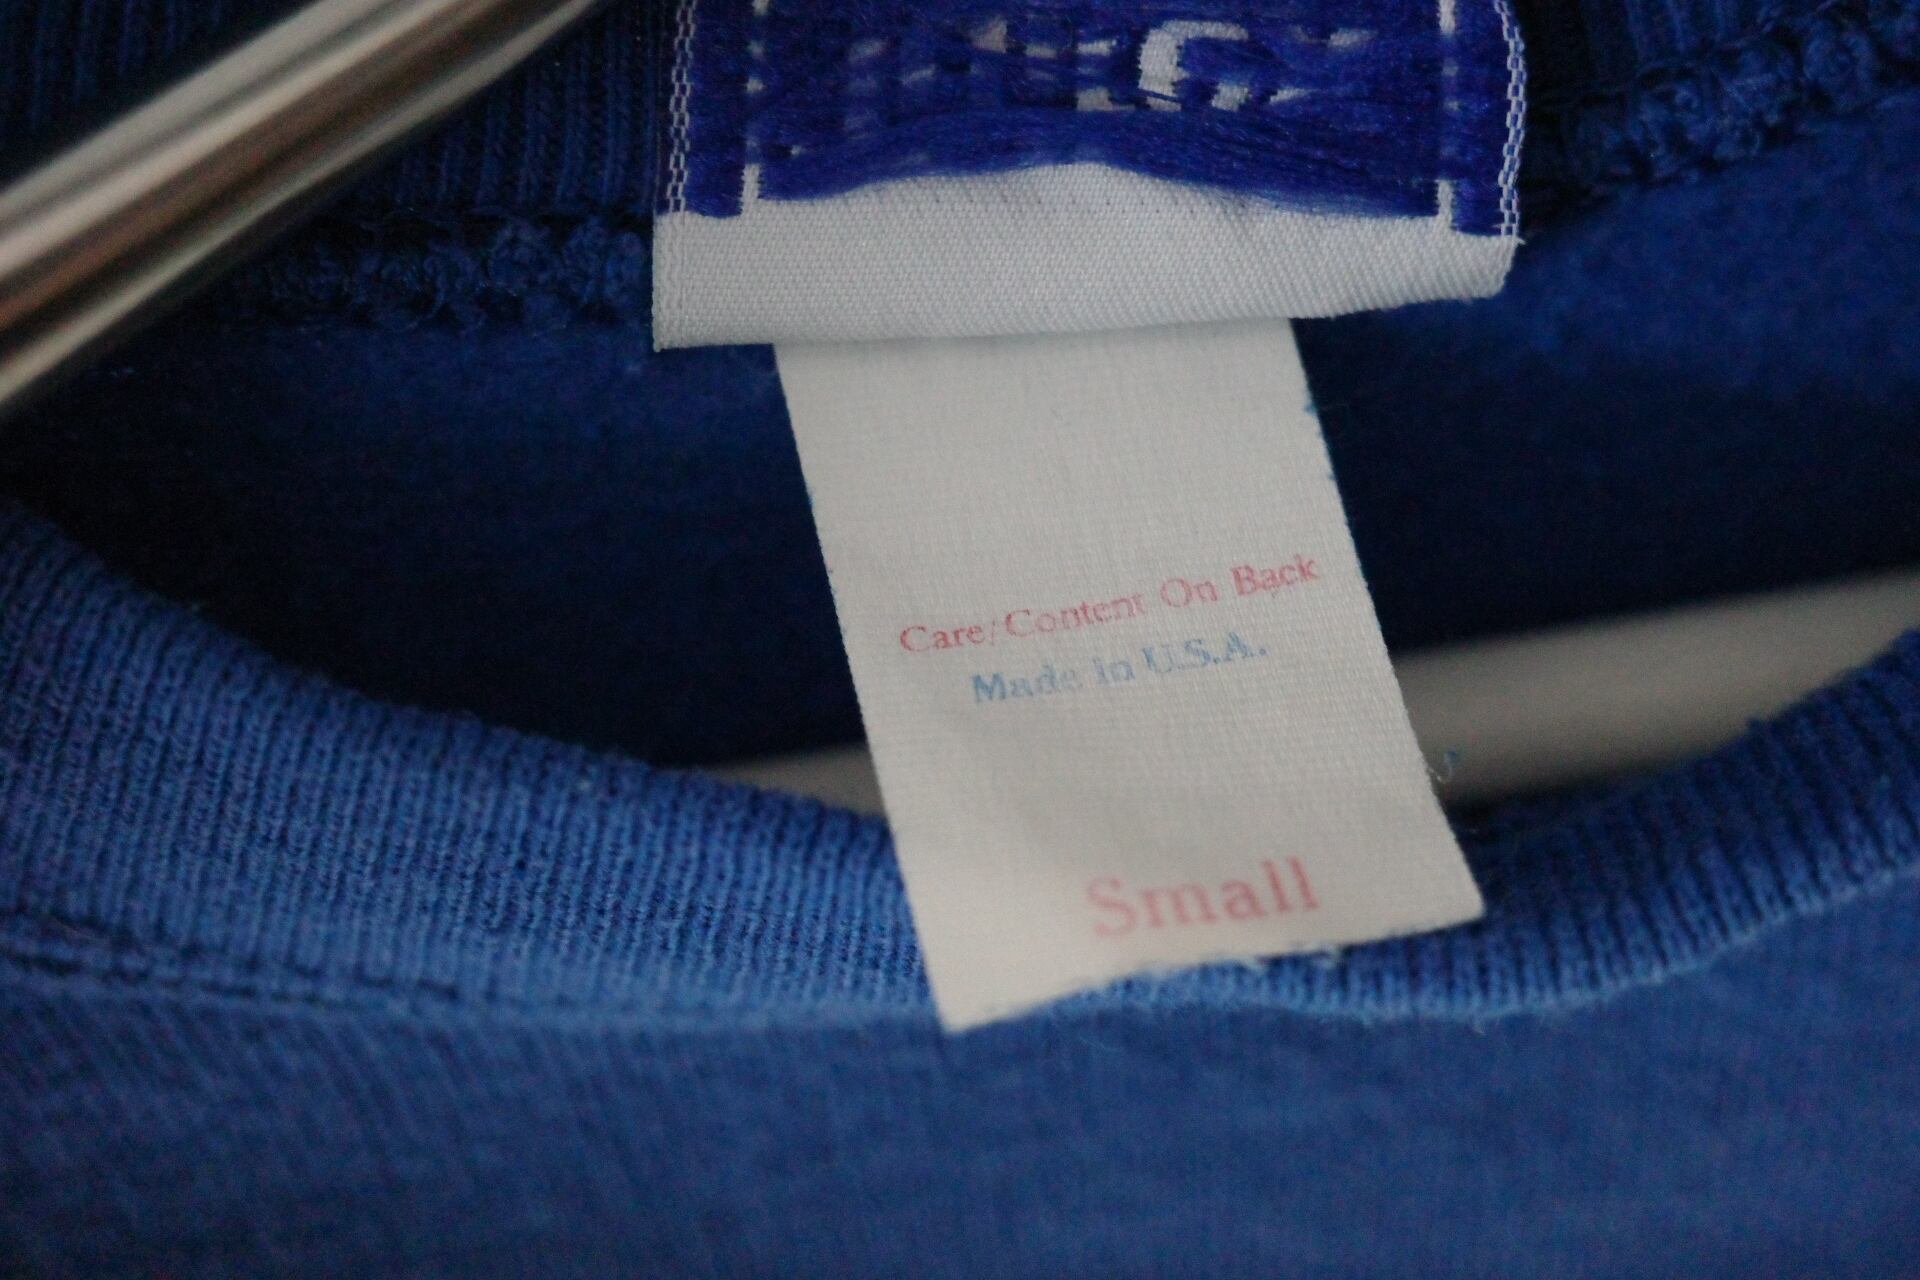 Care/Content On Back
Made in U.S.A.
Small